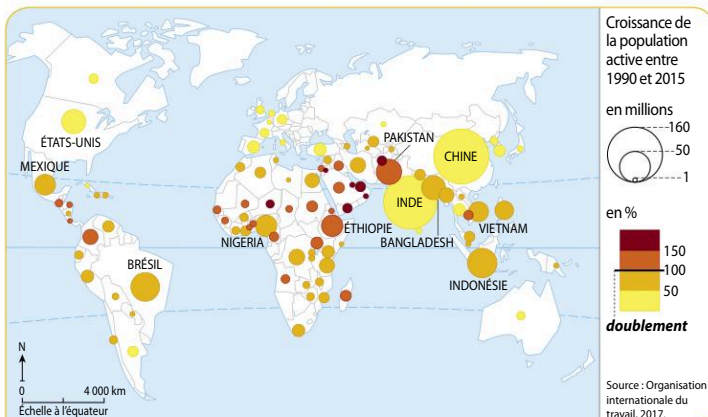 Croissance de
la population
active entre
1990 et 2015
en millions
160
50
1
en %
150
100
50
doublement
Source : Organisation
internationale du
travail, 2017.
ÉTATS-UNIS
MEXIQUE
BRÉSIL
NIGERIA
ÉTHIOPIE
PAKISTAN
CHINE
INDE
BANGLADESH
VIETNAM
INDONÉSIE
N
0 4 000 km
Échelle à l'équateur